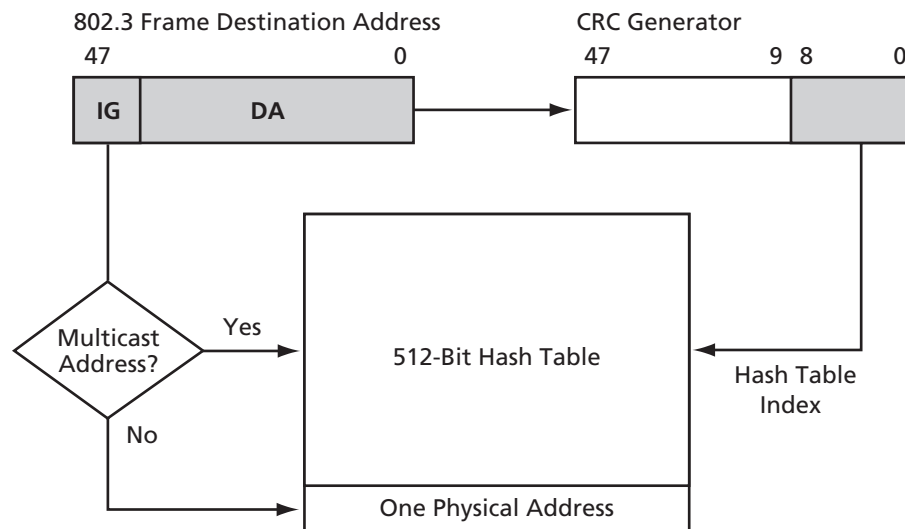 802.3 Frame Destination Address
47 0
IG DA
CRC Generator
47 9 8 0
Multicast
Address?
Yes
No
512-Bit Hash Table
Hash Table
Index
One Physical Address